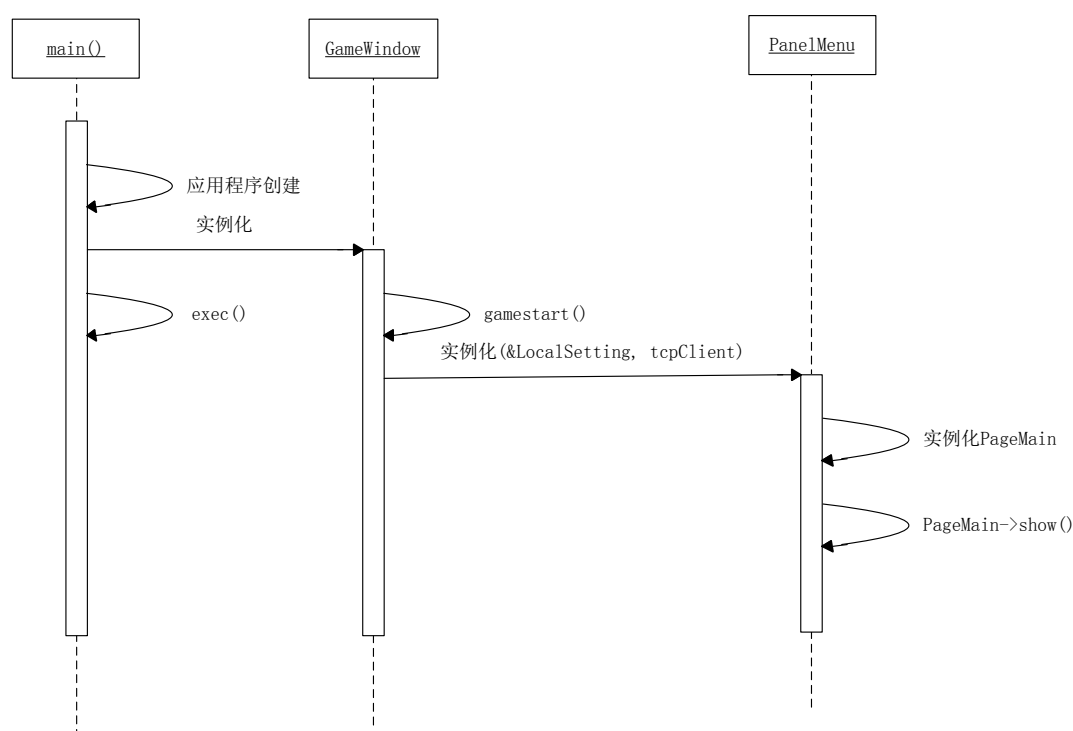 main()
GameWindow
PanelMenu
应用程序创建
实例化
exec()
gamestart()
实例化(&LocalSetting, tcpClient)
实例化PageMain
PageMain->show()